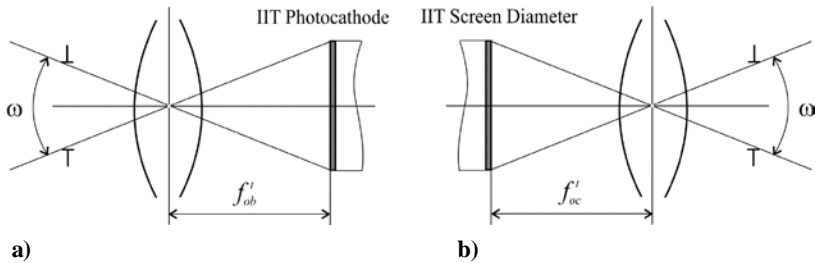 IIT Photocathode
IIT Screen Diameter
ω
ω
f'ob
f'oc
a)
b)